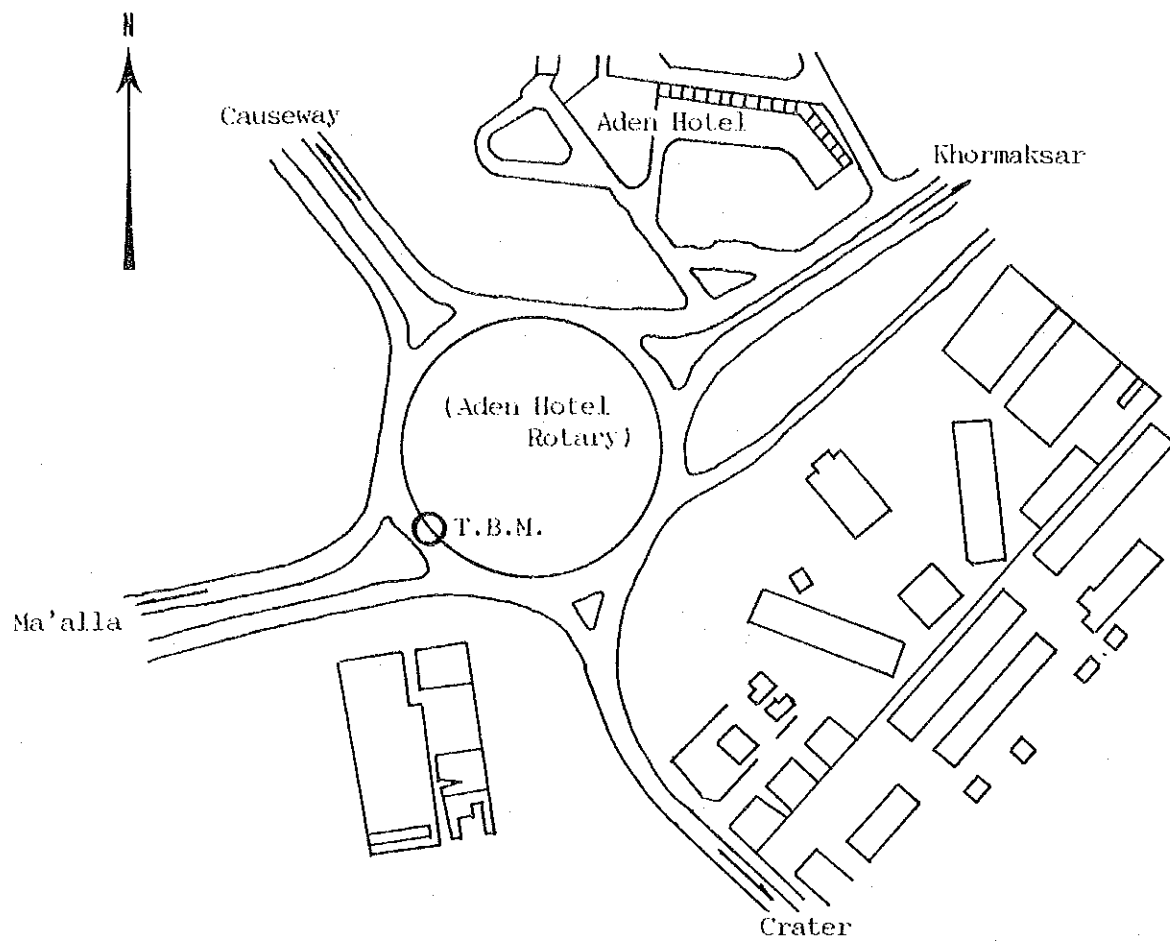 N
Causeway
Aden Hotel
Khormaksar
(Aden Hotel
Rotary)
T.B.M.
Ma'alla
Crater